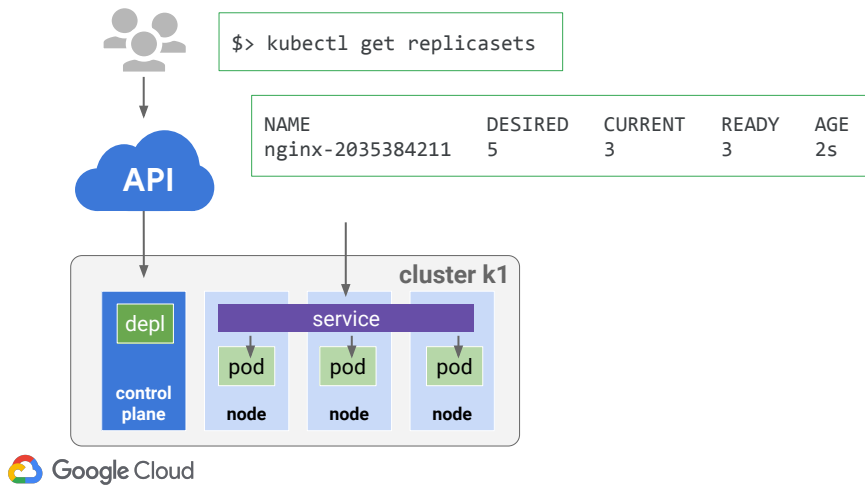 $> kubectl get replicasets
NAME DESIRED CURRENT READY AGE
nginx-2035384211 5 3 3 2s
API
cluster k1
depl
service
pod pod pod
control
plane
node node node
Google Cloud